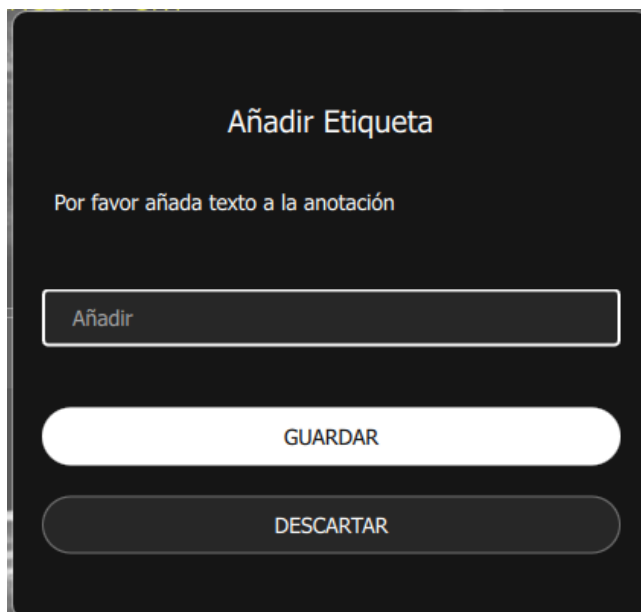 Añadir Etiqueta
Por favor añada texto a la anotación
Añadir
GUARDAR
DESCARTAR